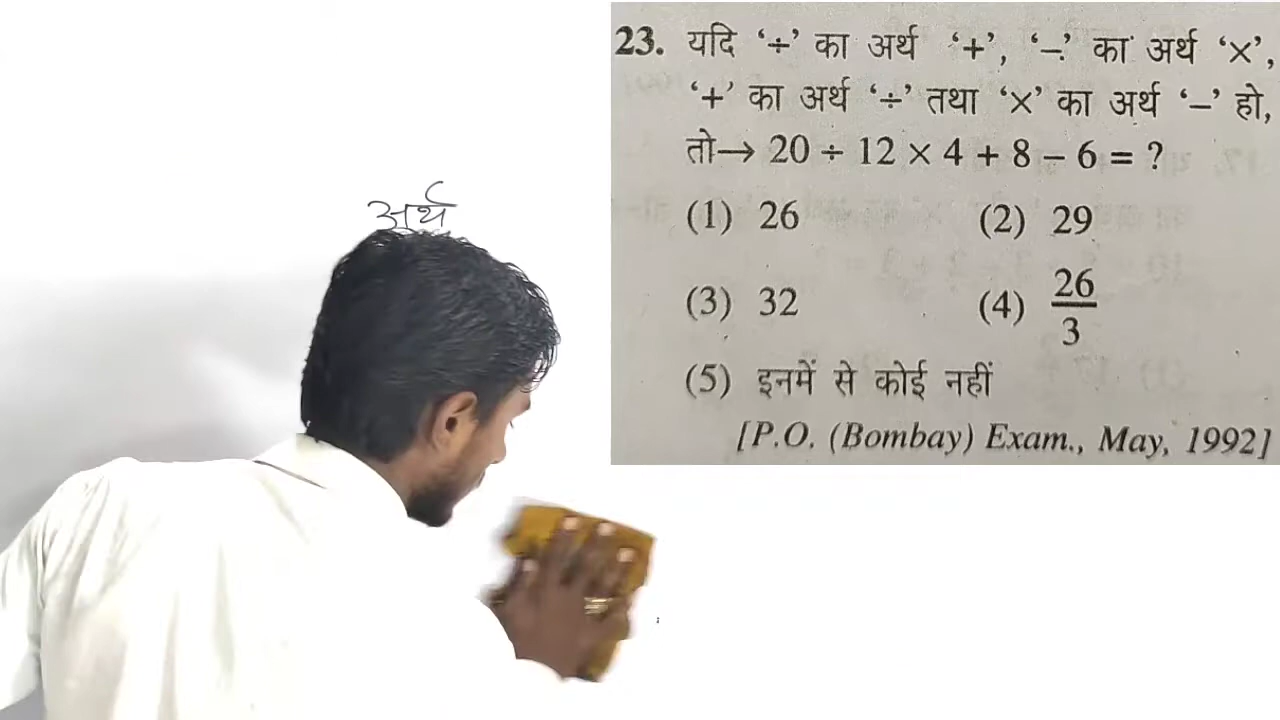 अर्थ
23. यदि ‘÷’ का अर्थ ‘+’, ‘–’ का अर्थ ‘×’,
‘+’ का अर्थ ‘÷’ तथा ‘×’ का अर्थ ‘–’ हो,
तो→ 20 ÷ 12 × 4 + 8 – 6 = ?
(1) 26 (2) 29
(3) 32 (4) 26/3
(5) इनमें से कोई नहीं
[P.O. (Bombay) Exam., May, 1992]